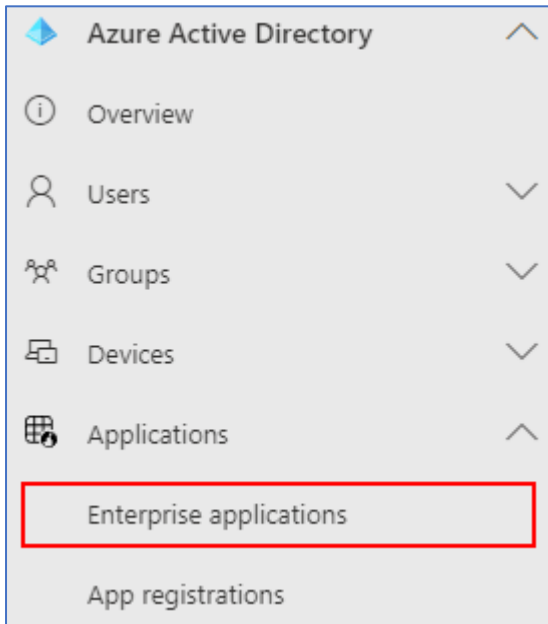 Azure Active Directory
Overview
Users
Groups
Devices
Applications
Enterprise applications
App registrations